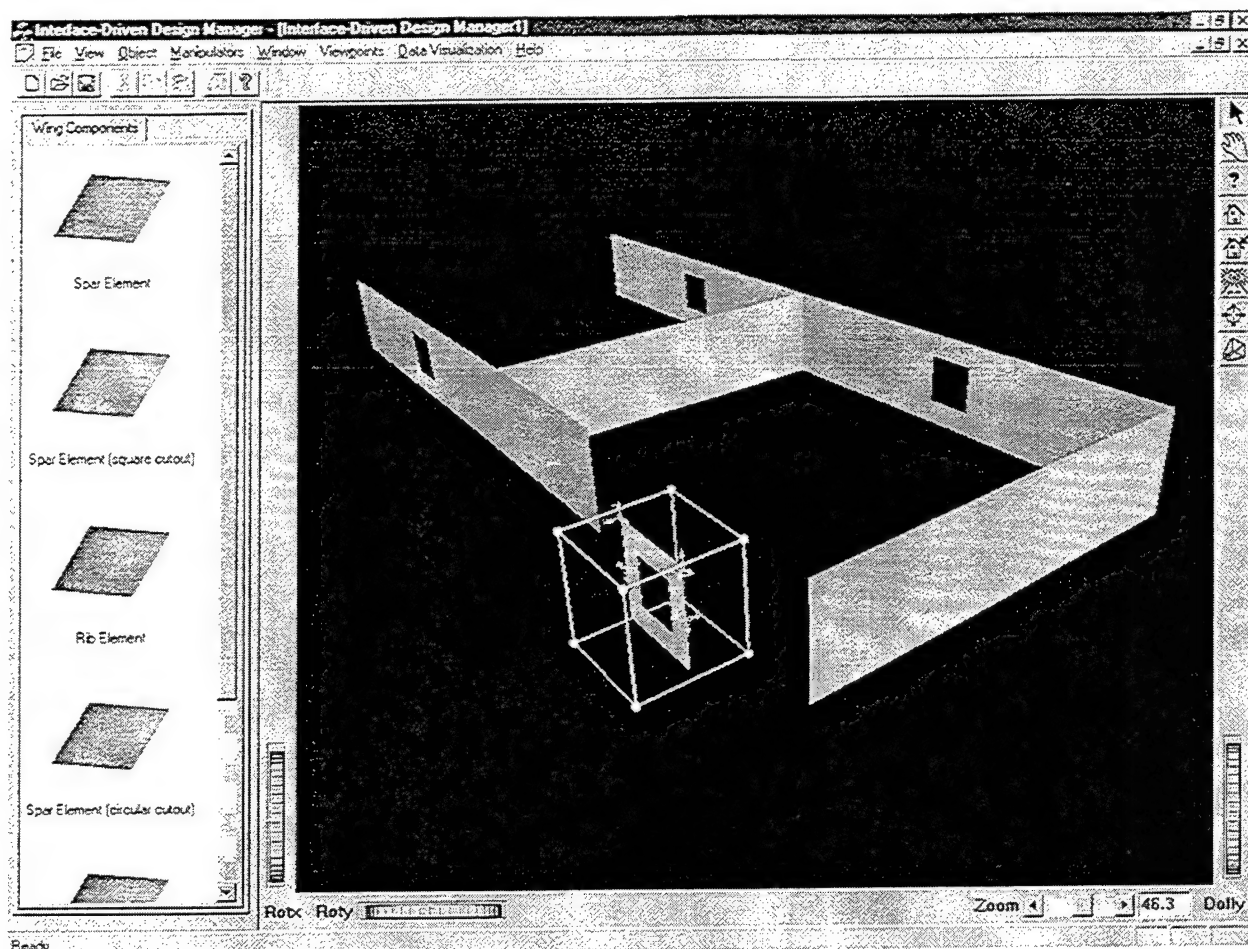 Interface-Driven Design Manager - [Interface-Driven Design Manager1]
File View Object Manipulators Window Viewpoints Data Visualization Help
Wing Components
Spar Element
Spar Element (square cutout)
Rib Element
Spar Element (circular cutout)
Rotx Roty Zoom 46.3 Dolly
Ready